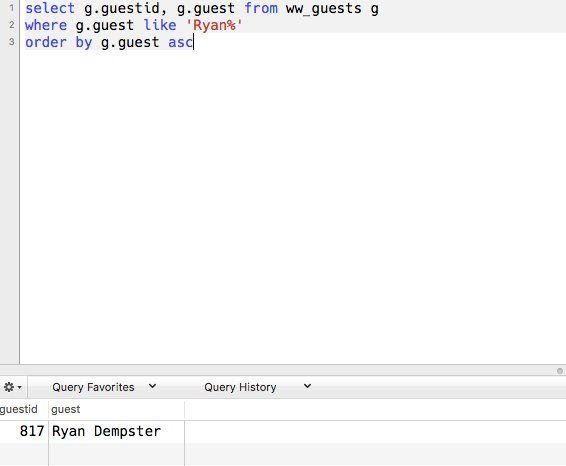 1 select g.guestid, g.guest from ww_guests g
2 where g.guest like 'Ryan%'
3 order by g.guest asc
Query Favorites Query History
guestid guest
817 Ryan Dempster